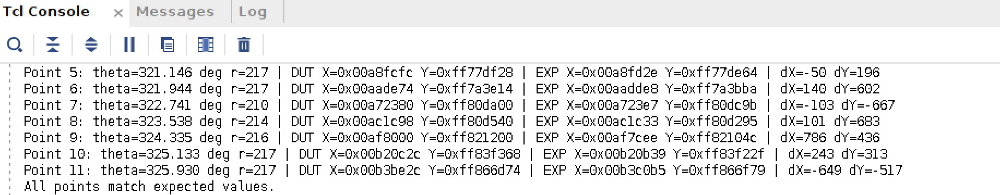 Tcl Console × Messages Log
Point 5: theta=321.146 deg r=217 | DUT X=0x00a8fcfc Y=0xff77df28 | EXP X=0x00a8fd2e Y=0xff77de64 | dX=-50 dY=196
Point 6: theta=321.944 deg r=217 | DUT X=0x00aade74 Y=0xff7a3e14 | EXP X=0x00aadde8 Y=0xff7a3bba | dX=140 dY=602
Point 7: theta=322.741 deg r=210 | DUT X=0x00a72380 Y=0xff80da00 | EXP X=0x00a723e7 Y=0xff80dc9b | dX=-103 dY=-667
Point 8: theta=323.538 deg r=214 | DUT X=0x00ac1c98 Y=0xff80d540 | EXP X=0x00ac1c33 Y=0xff80d295 | dX=101 dY=683
Point 9: theta=324.335 deg r=216 | DUT X=0x00af8000 Y=0xff821200 | EXP X=0x00af7cee Y=0xff82104c | dX=786 dY=436
Point 10: theta=325.133 deg r=217 | DUT X=0x00b20c2c Y=0xff83f368 | EXP X=0x00b20b39 Y=0xff83f22f | dX=243 dY=313
Point 11: theta=325.930 deg r=217 | DUT X=0x00b3be2c Y=0xff866d74 | EXP X=0x00b3c0b5 Y=0xff866f79 | dX=-649 dY=-517
All points match expected values.